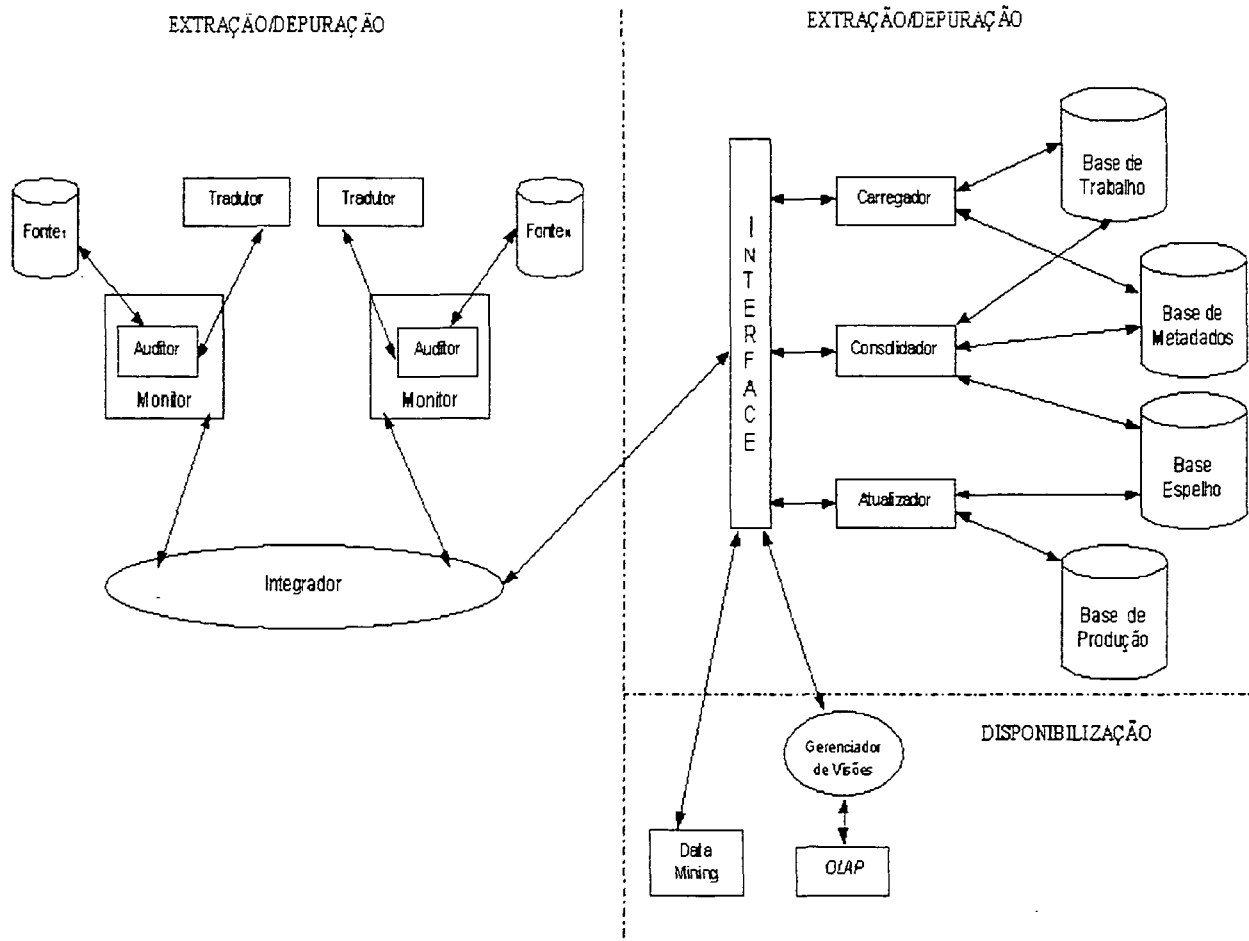 EXTRAÇÃO/DEPURAÇÃO
Fonte1
Tradutor
Tradutor
FonteN
Auditor
Monitor
Auditor
Monitor
Integrador
EXTRAÇÃO/DEPURAÇÃO
INTERFACE
Carregador
Consolidador
Atualizador
Base de
Trabalho
Base de
Metadados
Base
Espelho
Base de
Produção
DISPONIBILIZAÇÃO
Gerenciador
de Visões
Data
Mining
OLAP